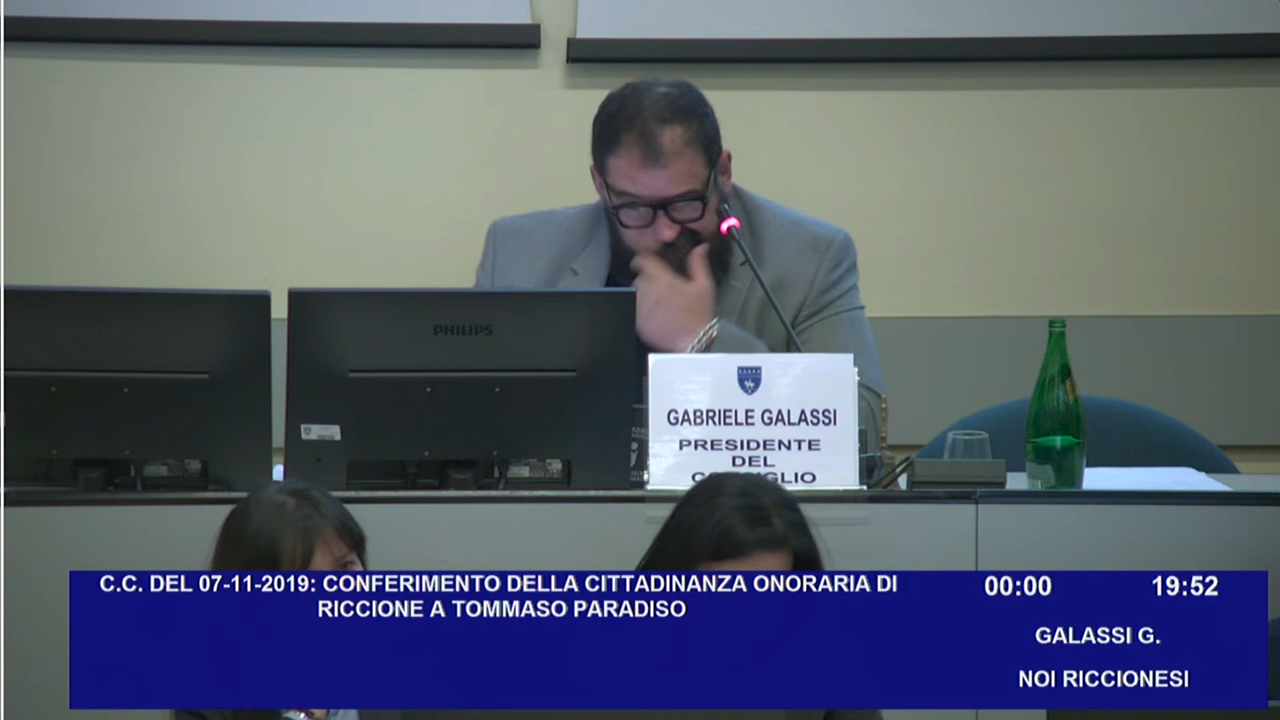 PHILIPS
GABRIELE GALASSI
PRESIDENTE
DEL
CONSIGLIO
C.C. DEL 07-11-2019: CONFERIMENTO DELLA CITTADINANZA ONORARIA DI
RICCIONE A TOMMASO PARADISO
00:00 19:52
GALASSI G.
NOI RICCIONESI